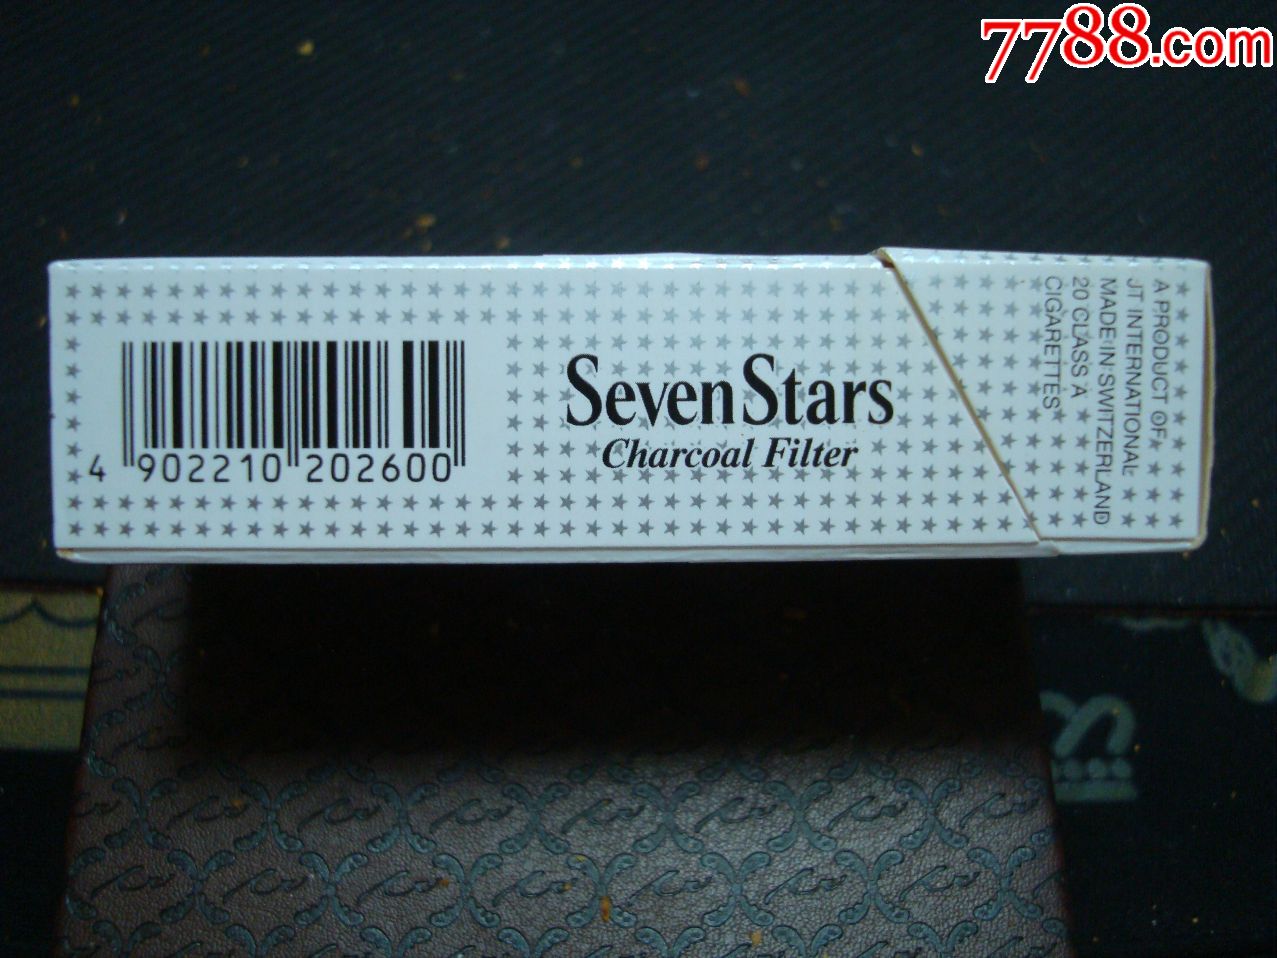 7788.com
Seven Stars
Charcoal Filter
4 902210 202600
A PRODUCT OF
JT INTERNATIONAL
MADE IN SWITZERLAND
20 CLASS A
CIGARETTES